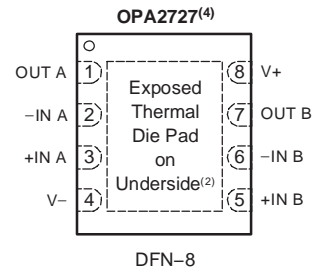 OPA2727(4)
OUT A 1 8 V+
−IN A 2 7 OUT B
+IN A 3 6 −IN B
V− 4 5 +IN B
Exposed
Thermal
Die Pad
on
Underside(2)
DFN−8